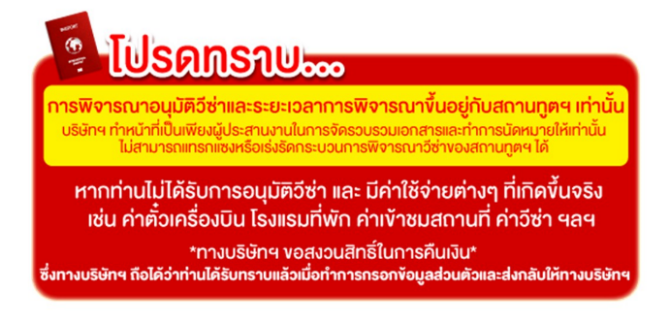 PASSPORT
โปรดทราบ...
การพิจารณาอนุมัติวีซ่าและระยะเวลาการพิจารณาขึ้นอยู่กับสถานทูตฯ เท่านั้น
บริษัทฯ ทำหน้าที่เป็นเพียงผู้ประสานงานในการจัดรวบรวมเอกสารและทำการนัดหมายให้เท่านั้น
ไม่สามารถแทรกแซงหรือเร่งรัดกระบวนการพิจารณาวีซ่าของสถานทูตฯ ได้
หากท่านไม่ได้รับการอนุมัติวีซ่า และ มีค่าใช้จ่ายต่างๆ ที่เกิดขึ้นจริง
เช่น ค่าตั๋วเครื่องบิน โรงแรมที่พัก ค่าเข้าชมสถานที่ ค่าวีซ่า ฯลฯ
*ทางบริษัทฯ ขอสงวนสิทธิ์ในการคืนเงิน*
ซึ่งทางบริษัทฯ ถือได้ว่าท่านได้รับทราบแล้วเมื่อทำการกรอกข้อมูลส่วนตัวและส่งกลับให้ทางบริษัทฯ